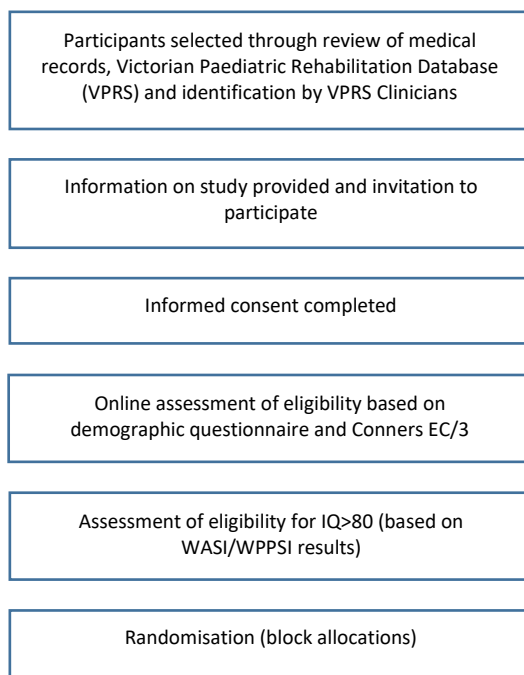 Participants selected through review of medical
records, Victorian Paediatric Rehabilitation Database
(VPRS) and identification by VPRS Clinicians
Information on study provided and invitation to
participate
Informed consent completed
Online assessment of eligibility based on
demographic questionnaire and Conners EC/3
Assessment of eligibility for IQ>80 (based on
WASI/WPPSI results)
Randomisation (block allocations)